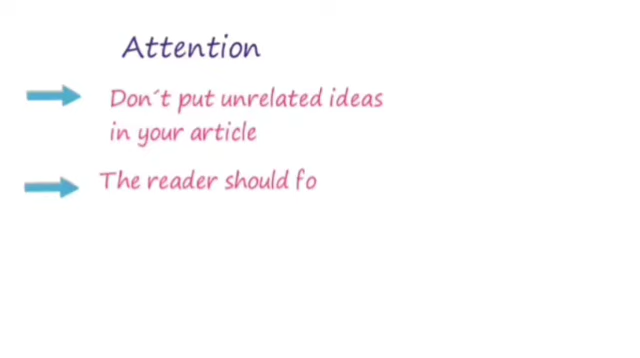 Attention
Don´t put unrelated ideas
in your article
The reader should fo